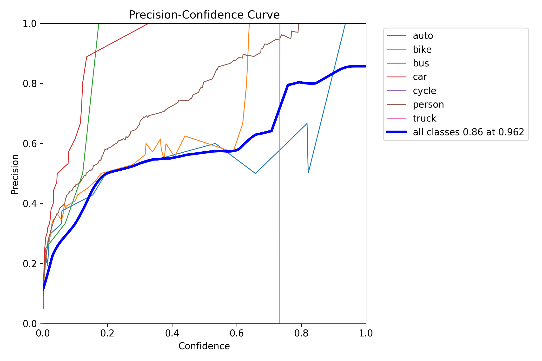 Precision-Confidence Curve
1.0
0.8
0.6
0.4
0.2
0.0
Precision
0.0 0.2 0.4 0.6 0.8 1.0
Confidence
auto
bike
bus
car
cycle
person
truck
all classes 0.86 at 0.962